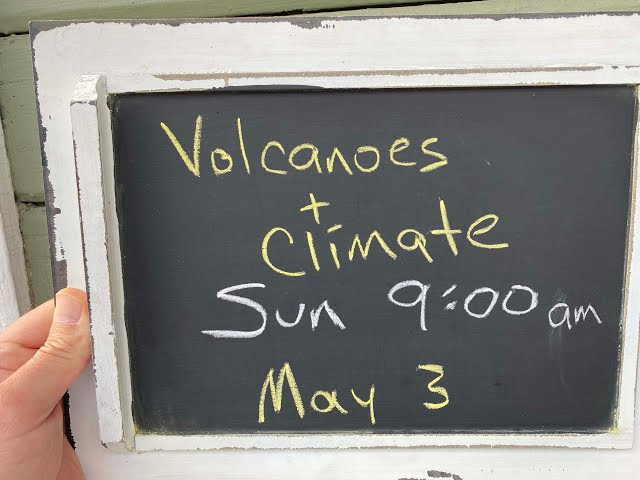 Volcanoes
+
Climate
Sun 9:00 am
May 3